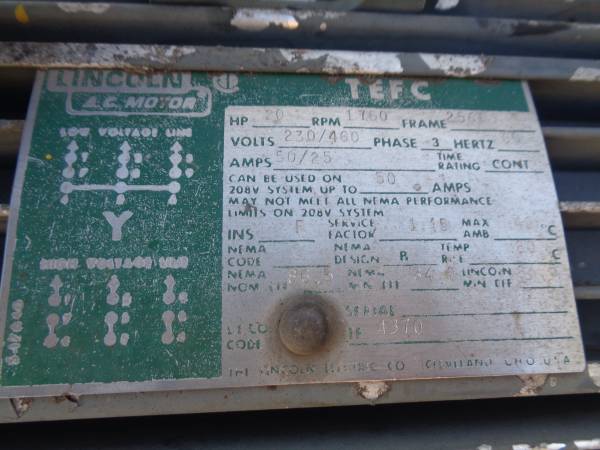 LINCOLN
A.C. MOTOR
TEFC
LOW VOLTAGE LINE
Y
HIGH VOLTAGE LINE
HP 20 RPM 1760 FRAME
VOLTS 230/460 PHASE 3 HERTZ
AMPS 50/25 TIME RATING CONT
CAN BE USED ON
208V SYSTEM UP TO 50 AMPS
MAY NOT MEET ALL NEMA PERFORMANCE
LIMITS ON 208V SYSTEM
INS F SERVICE FACTOR 1.15 MAX AMB °C
NEMA CODE NEMA DESIGN B TEMP RISE °C
NEMA NOM EFF NEMA MIN EFF LINCOLN MIN EFF
SERIAL
CODE 4370
THE LINCOLN ELECTRIC CO. CLEVELAND, OHIO, U.S.A.